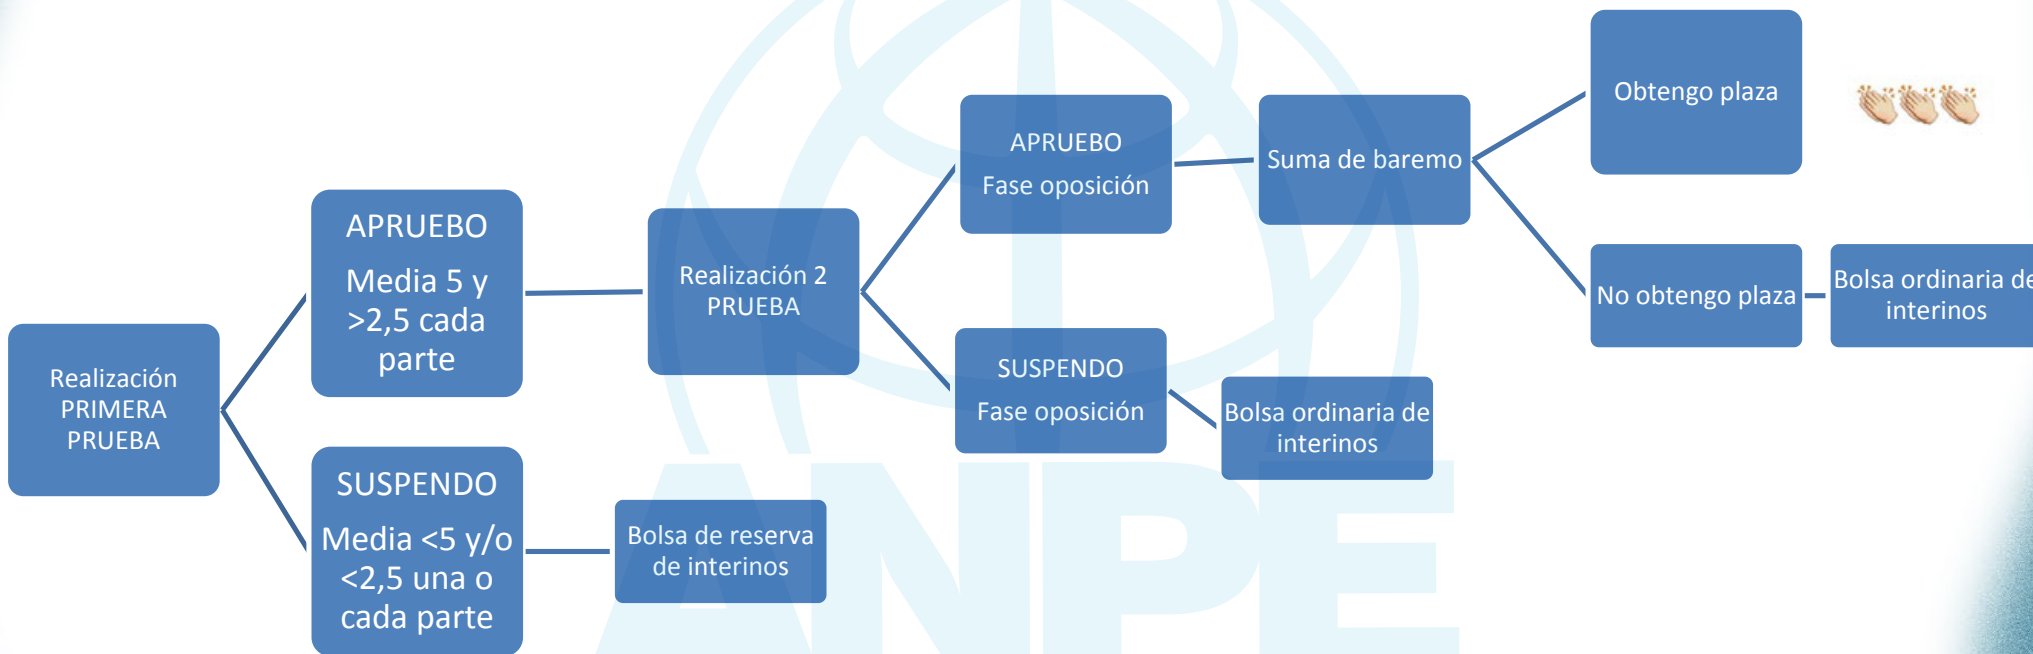 Realización
PRIMERA
PRUEBA
APRUEBO
Media 5 y
>2,5 cada
parte
SUSPENDO
Media <5 y/o
<2,5 una o
cada parte
Realización 2
PRUEBA
Bolsa de reserva
de interinos
APRUEBO
Fase oposición
SUSPENDO
Fase oposición
Suma de baremo
Bolsa ordinaria de
interinos
Obtengo plaza
No obtengo plaza
Bolsa ordinaria de
interinos
ANPE